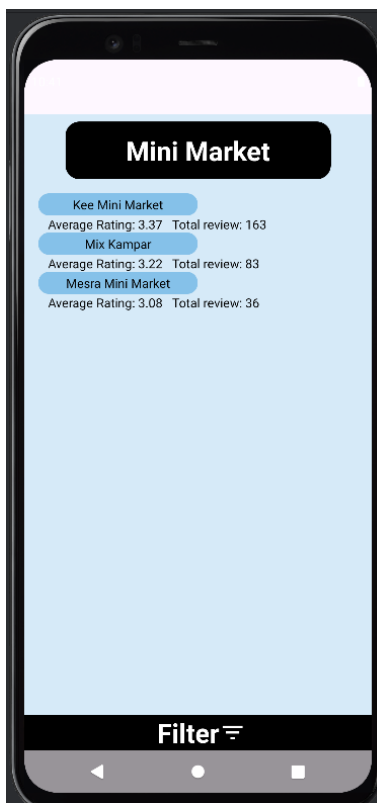 Mini Market
Kee Mini Market
Average Rating: 3.37 Total review: 163
Mix Kampar
Average Rating: 3.22 Total review: 83
Mesra Mini Market
Average Rating: 3.08 Total review: 36
Filter